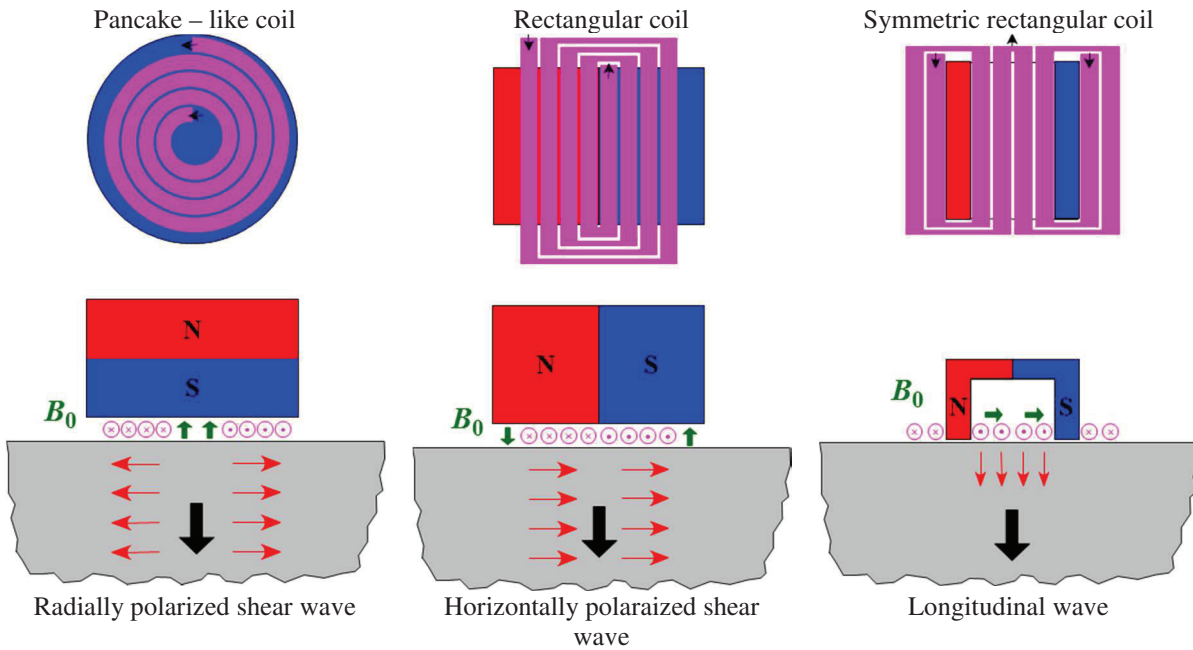 Pancake – like coil
Rectangular coil
Symmetric rectangular coil
N
S
B0
N
S
B0
N
S
B0
Radially polarized shear wave
Horizontally polaraized shear
wave
Longitudinal wave